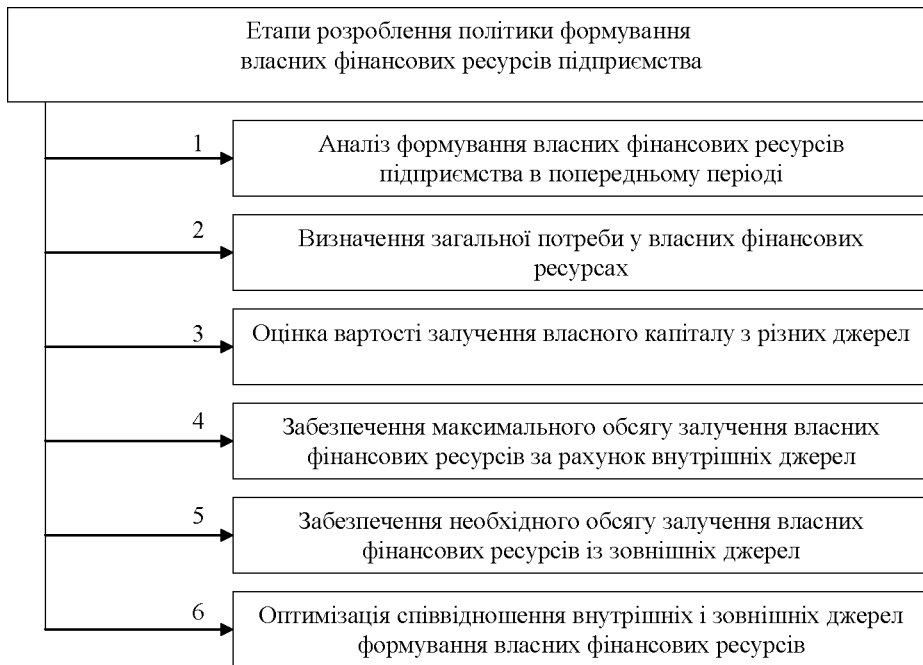 Етапи розроблення політики формування
власних фінансових ресурсів підприємства
1
Аналіз формування власних фінансових ресурсів
підприємства в попередньому періоді
2
Визначення загальної потреби у власних фінансових
ресурсах
3
Оцінка вартості залучення власного капіталу з різних джерел
4
Забезпечення максимального обсягу залучення власних
фінансових ресурсів за рахунок внутрішніх джерел
5
Забезпечення необхідного обсягу залучення власних
фінансових ресурсів із зовнішніх джерел
6
Оптимізація співвідношення внутрішніх і зовнішніх джерел
формування власних фінансових ресурсів